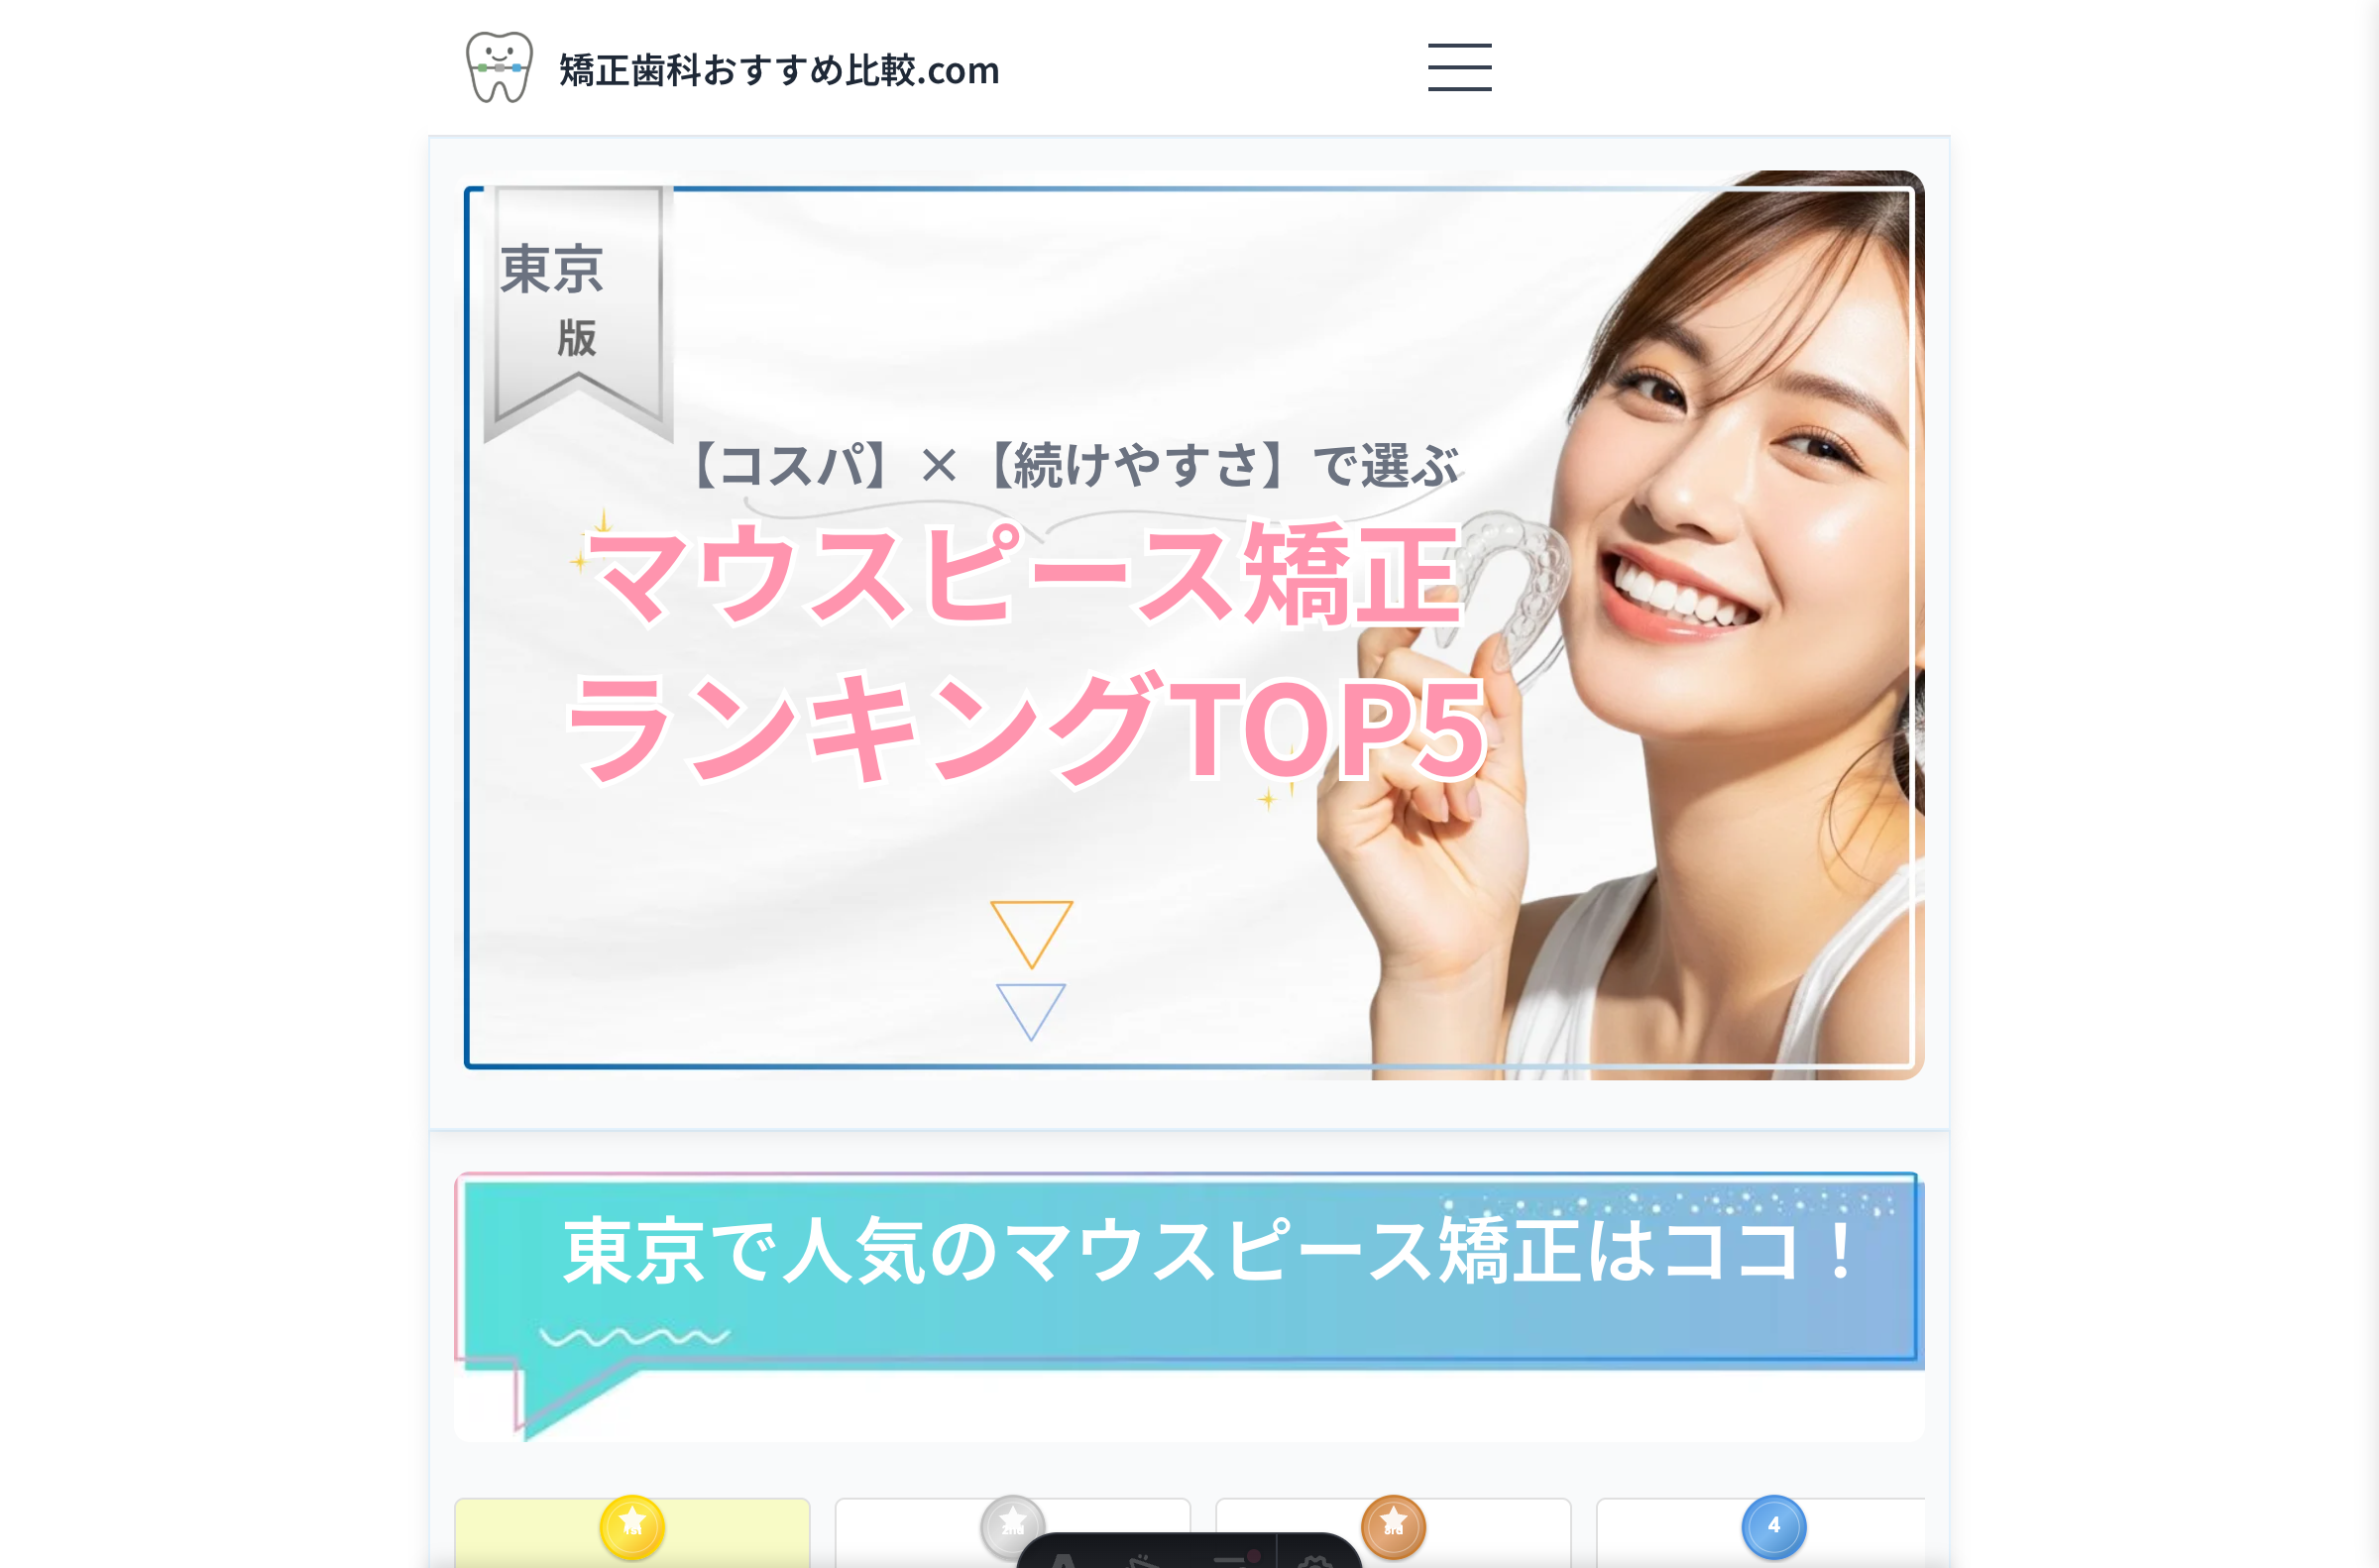 矯正歯科おすすめ比較.com
東京
版
【コスパ】×【続けやすさ】で選ぶ
マウスピース矯正
ランキングTOP5
東京で人気のマウスピース矯正はココ！
1st
2nd
3rd
4